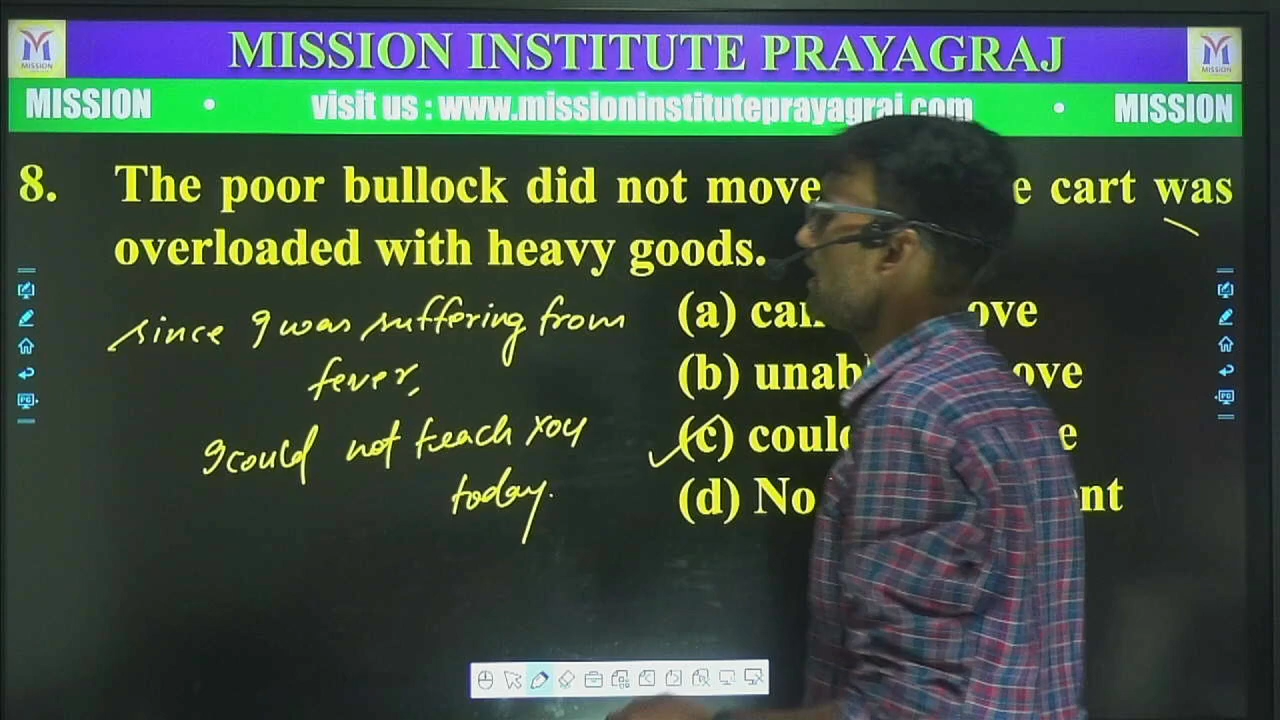 MISSION INSTITUTE PRAYAGRAJ
MISSION
MISSION
MISSION • visit us : www.missioninstituteprayagraj.com • MISSION
8. The poor bullock did not move e cart was
overloaded with heavy goods.
since I was suffering from
fever,
I could not teach you
today.
(a) can ove
(b) unab ove
(c) could e
(d) No nt